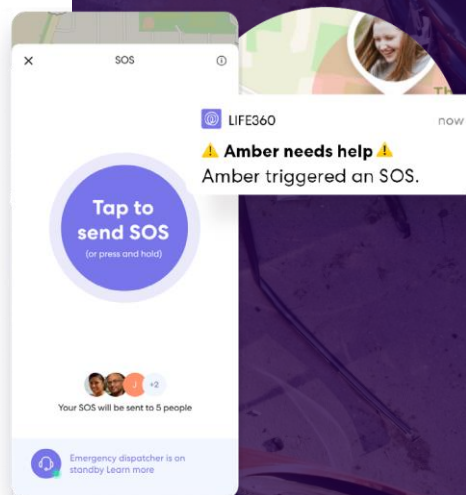 SOS
Tap to
send SOS
(or press and hold)
J
+2
Your SOS will be sent to 5 people
Emergency dispatcher is on
standby Learn more
LIFE360
now
⚠️ Amber needs help ⚠️
Amber triggered an SOS.